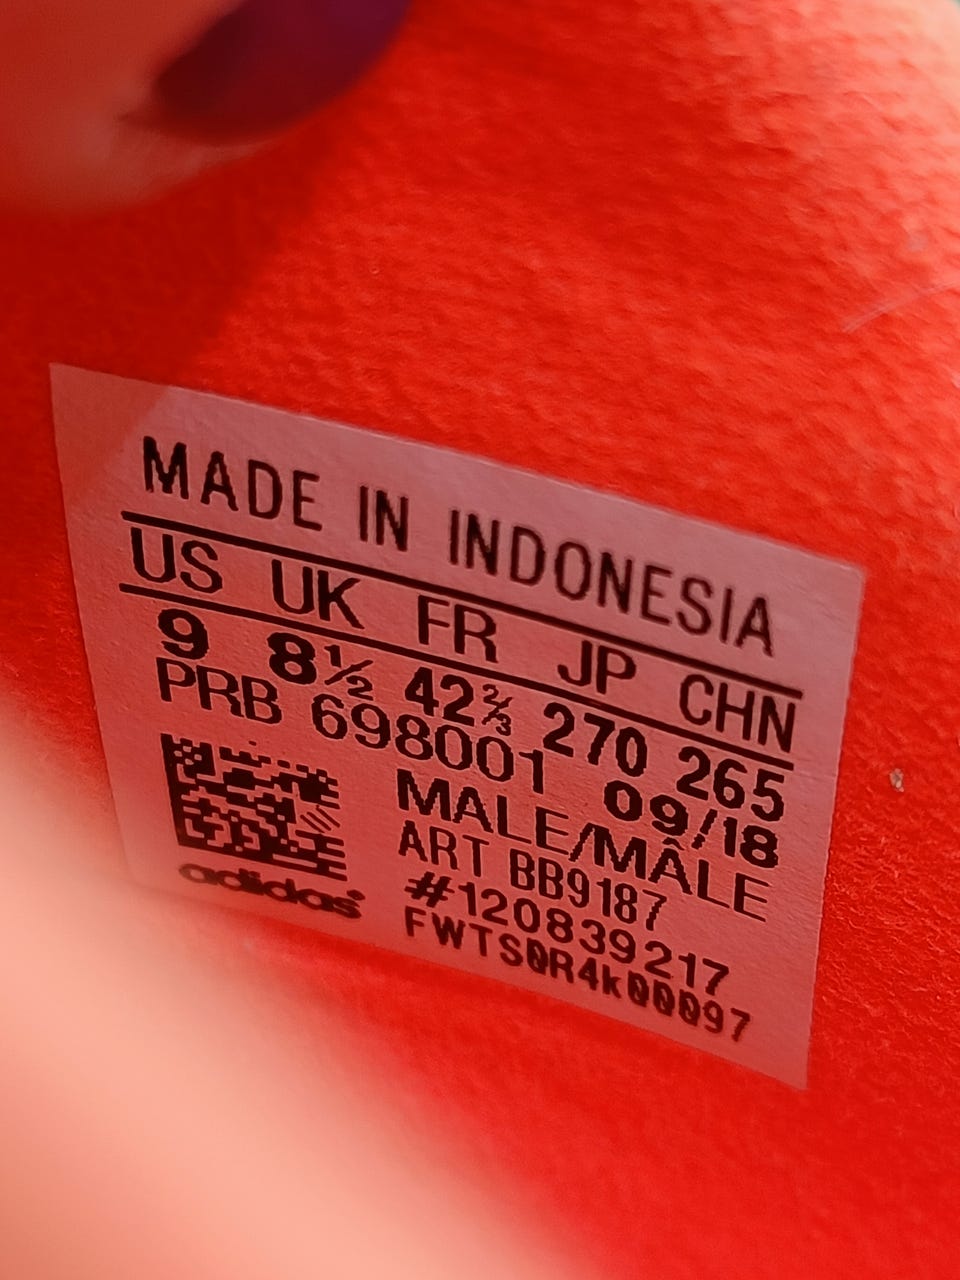 MADE IN INDONESIA
US UK FR JP CHN
9 8½ 42⅔ 270 265
PRB 698001 09/18
MALE/MÂLE
ART BB9187
#120839217
FWTS0R4k00097
adidas